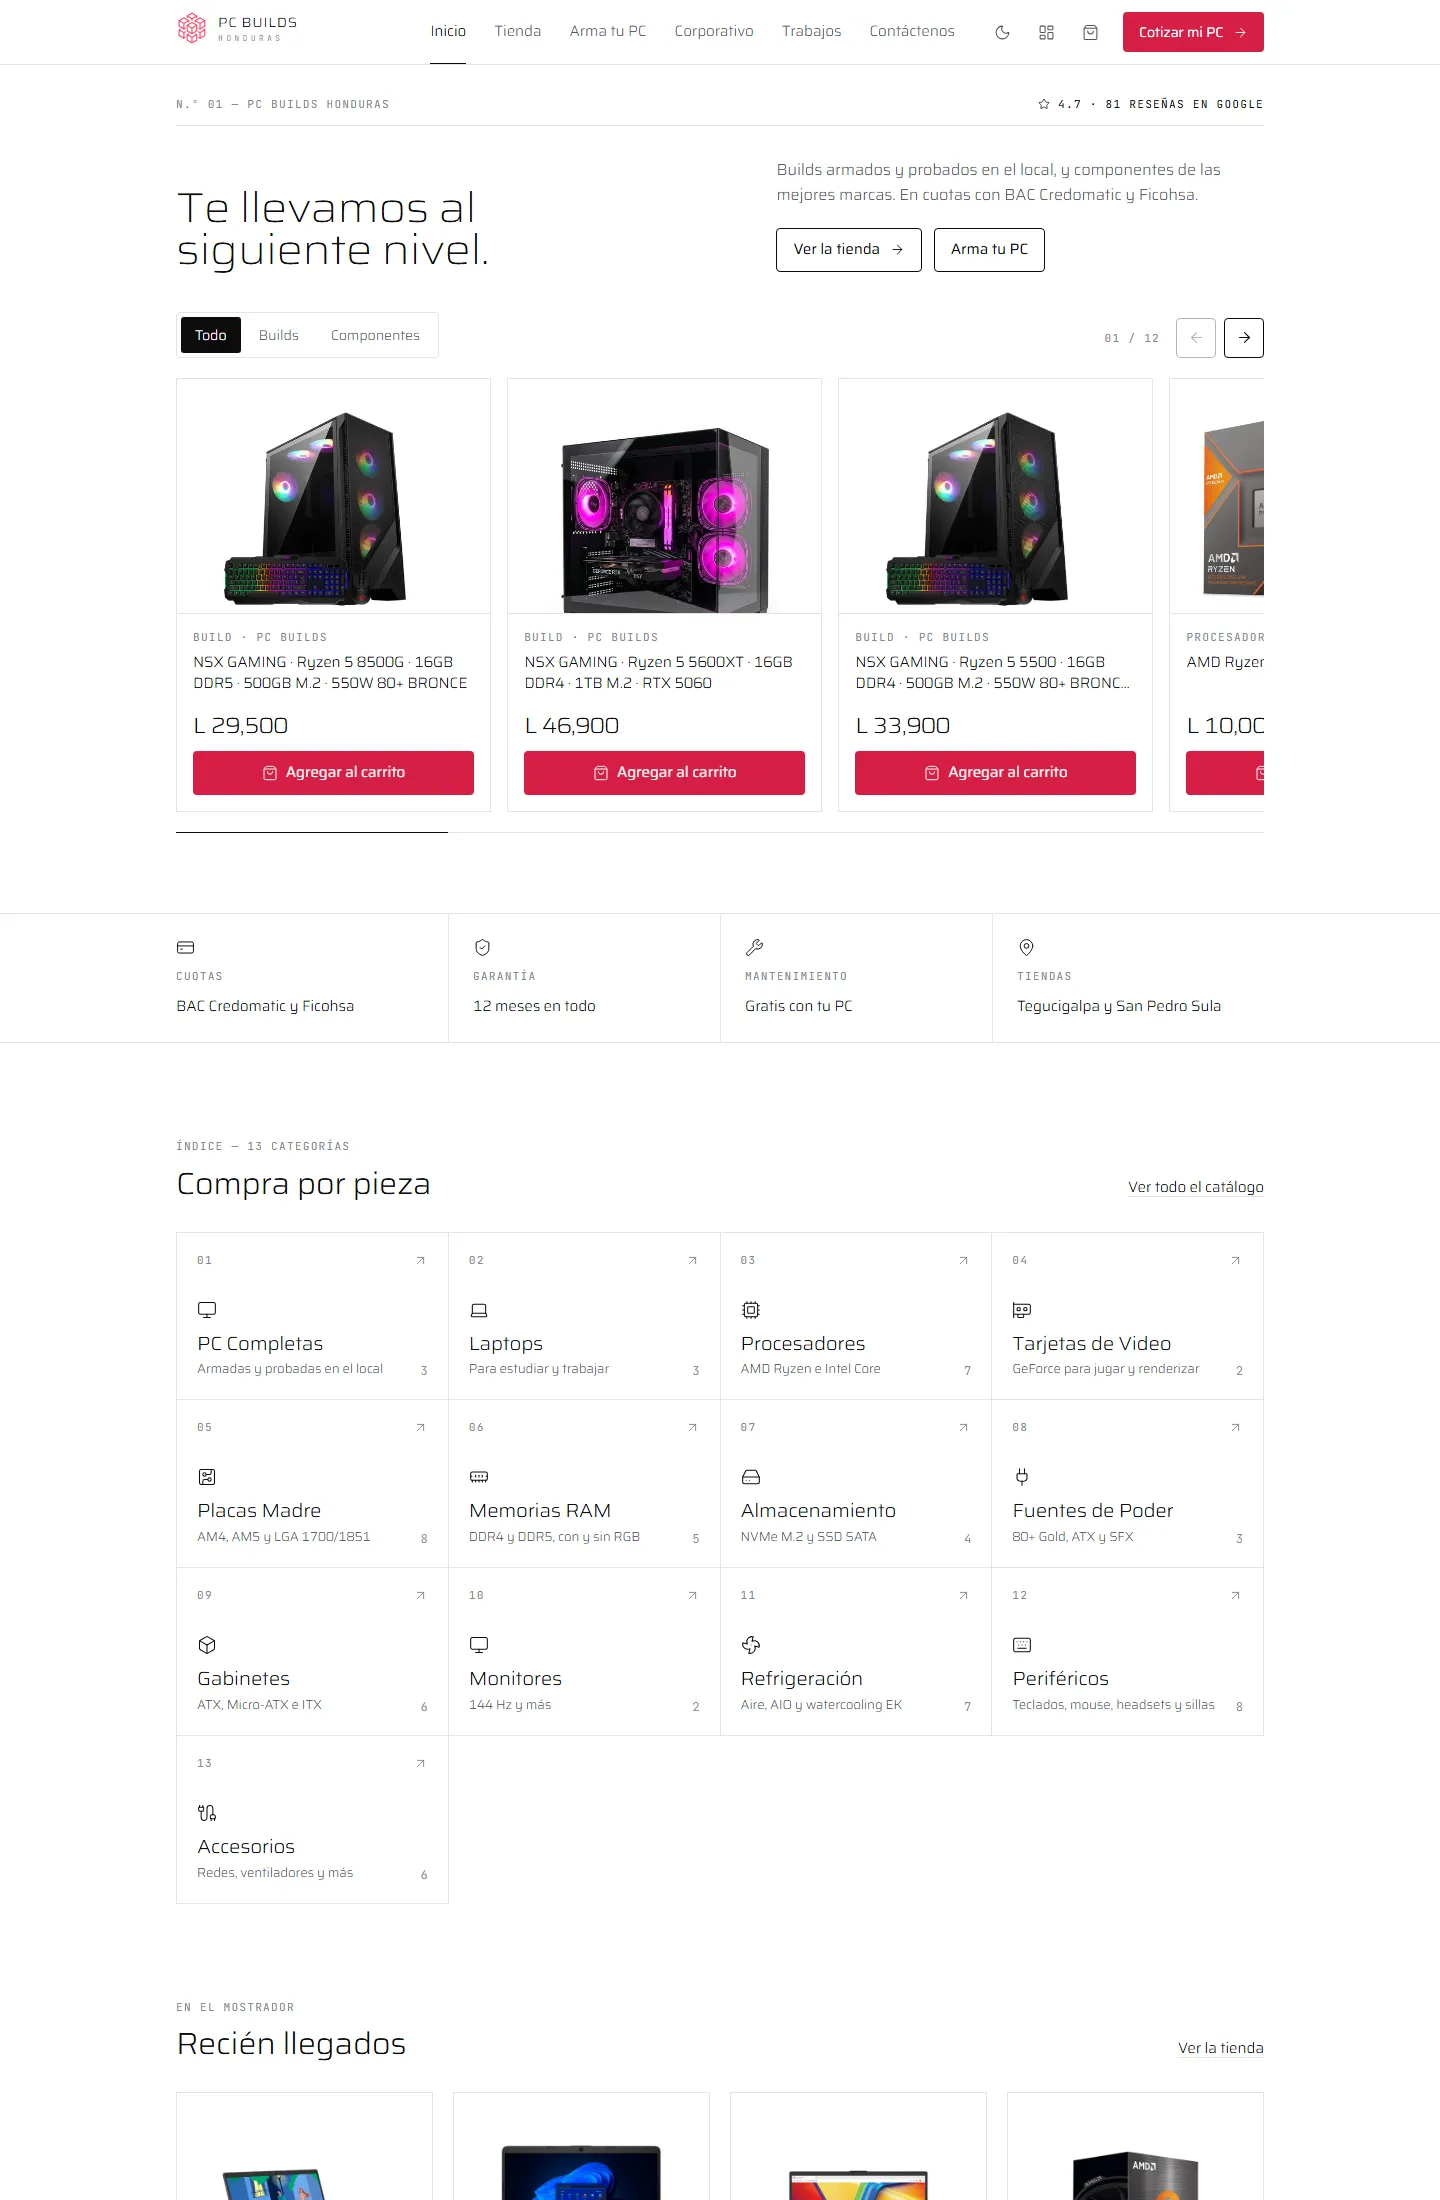 PC BUILDS
HONDURAS
Inicio
Tienda
Arma tu PC
Corporativo
Trabajos
Contáctenos
Cotizar mi PC
N.° 01 — PC BUILDS HONDURAS
4.7 · 81 RESEÑAS EN GOOGLE
Te llevamos al
siguiente nivel.
Builds armados y probados en el local, y componentes de las
mejores marcas. En cuotas con BAC Credomatic y Ficohsa.
Ver la tienda
Arma tu PC
Todo
Builds
Componentes
01 / 12
BUILD · PC BUILDS
NSX GAMING · Ryzen 5 8500G · 16GB
DDR5 · 500GB M.2 · 550W 80+ BRONCE
L 29,500
Agregar al carrito
BUILD · PC BUILDS
NSX GAMING · Ryzen 5 5600XT · 16GB
DDR4 · 1TB M.2 · RTX 5060
L 46,900
Agregar al carrito
BUILD · PC BUILDS
NSX GAMING · Ryzen 5 5500 · 16GB
DDR4 · 500GB M.2 · 550W 80+ BRONC...
L 33,900
Agregar al carrito
AMD
RYZEN
PROCESADOR
AMD Ryzer
L 10,00
CUOTAS
BAC Credomatic y Ficohsa
GARANTÍA
12 meses en todo
MANTENIMIENTO
Gratis con tu PC
TIENDAS
Tegucigalpa y San Pedro Sula
ÍNDICE — 13 CATEGORÍAS
Compra por pieza
Ver todo el catálogo
01
PC Completas
Armadas y probadas en el local
3
02
Laptops
Para estudiar y trabajar
3
03
Procesadores
AMD Ryzen e Intel Core
7
04
Tarjetas de Video
GeForce para jugar y renderizar
2
05
Placas Madre
AM4, AM5 y LGA 1700/1851
8
06
Memorias RAM
DDR4 y DDR5, con y sin RGB
5
07
Almacenamiento
NVMe M.2 y SSD SATA
4
08
Fuentes de Poder
80+ Gold, ATX y SFX
3
09
Gabinetes
ATX, Micro-ATX e ITX
6
10
Monitores
144 Hz y más
2
11
Refrigeración
Aire, AIO y watercooling EK
7
12
Periféricos
Teclados, mouse, headsets y sillas
8
13
Accesorios
Redes, ventiladores y más
6
EN EL MOSTRADOR
Recién llegados
Ver la tienda
AMD